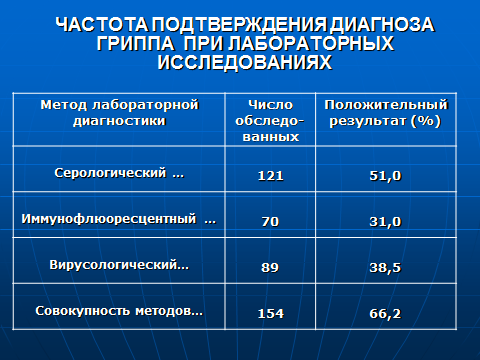 ЧАСТОТА ПОДТВЕРЖДЕНИЯ ДИАГНОЗА
ГРИППА ПРИ ЛАБОРАТОРНЫХ
ИССЛЕДОВАНИЯХ
Метод лабораторной
диагностики
Число
обследо-
ванных
Положительный
результат (%)
Серологический ...
121
51,0
Иммунофлюоресцентный ...
70
31,0
Вирусологический...
89
38,5
Совокупность методов...
154
66,2